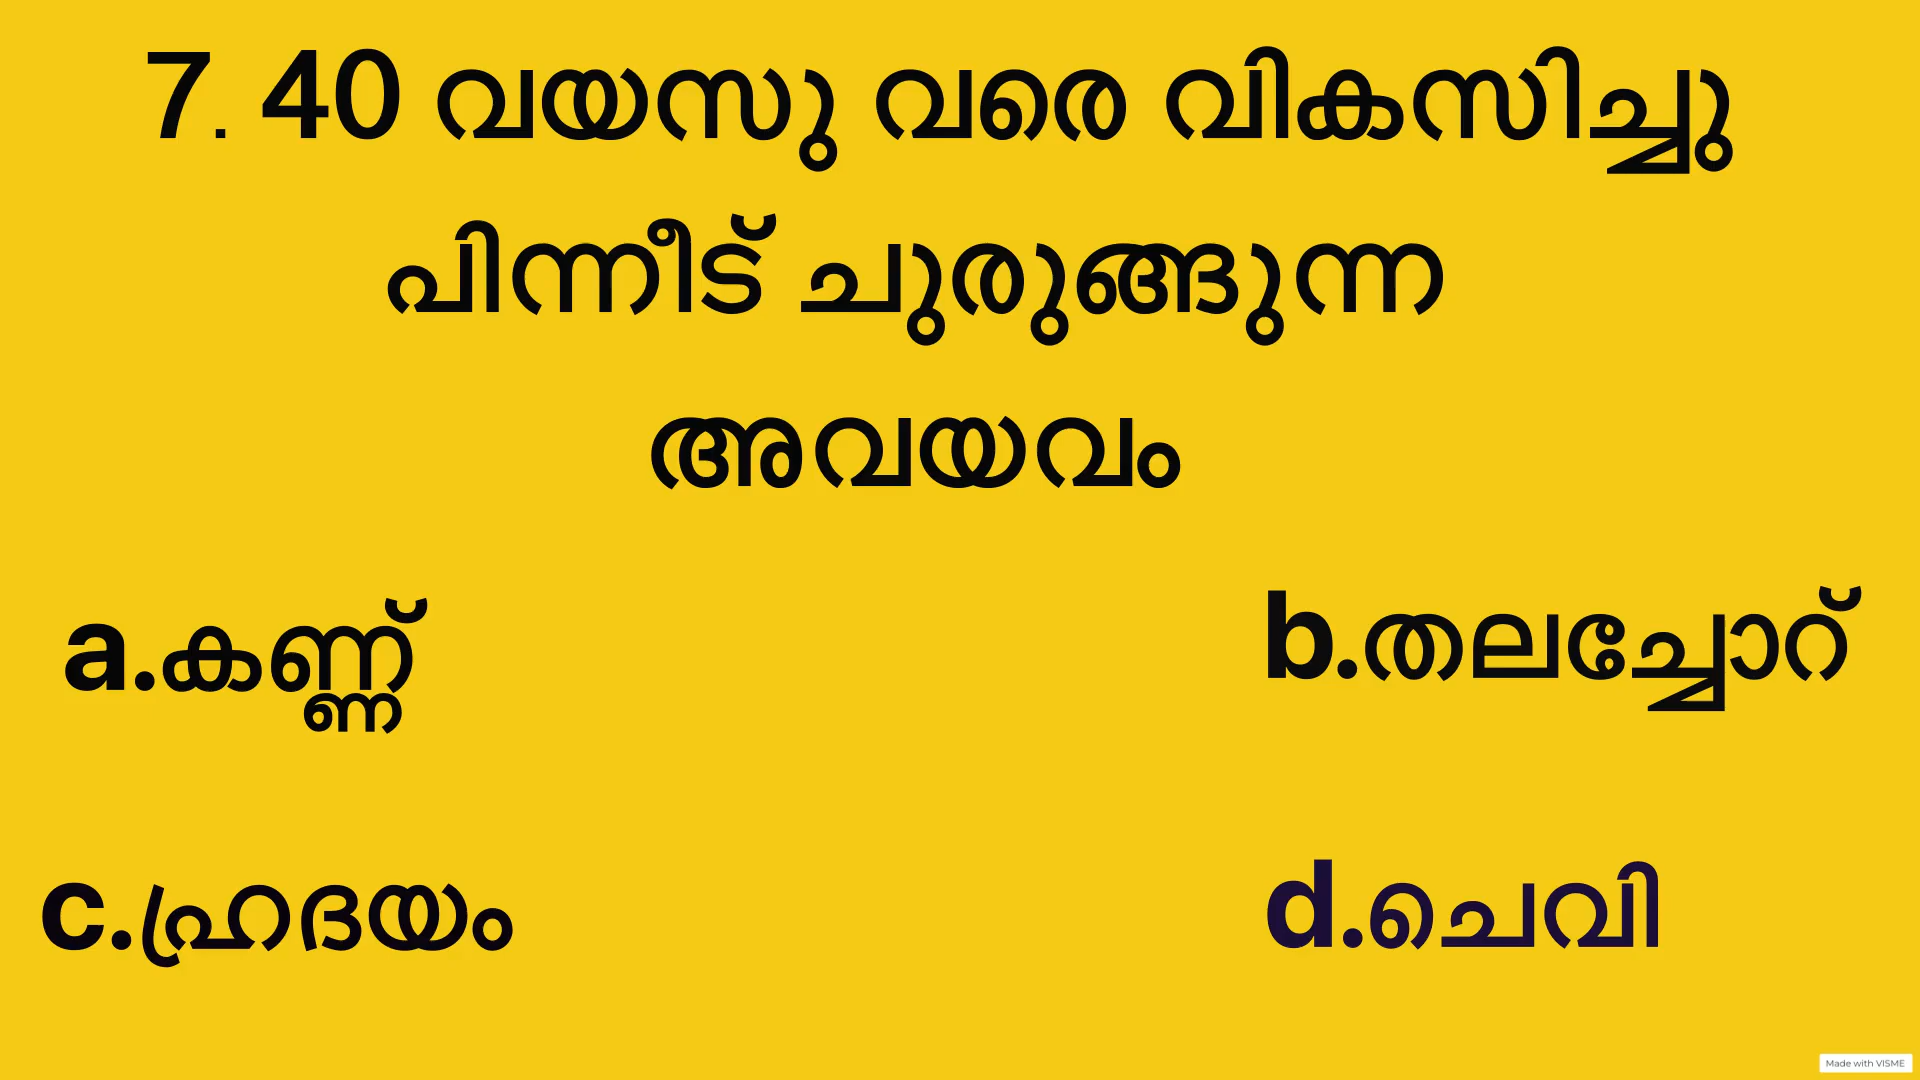 7. 40 വയസു വരെ വികസിച്ചു
പിന്നീട് ചുരുങ്ങുന്ന
അവയവം
a.കണ്ണ്
b.തലച്ചോറ്
c.ഹ്രദയം
d.ചെവി
Made with VISME